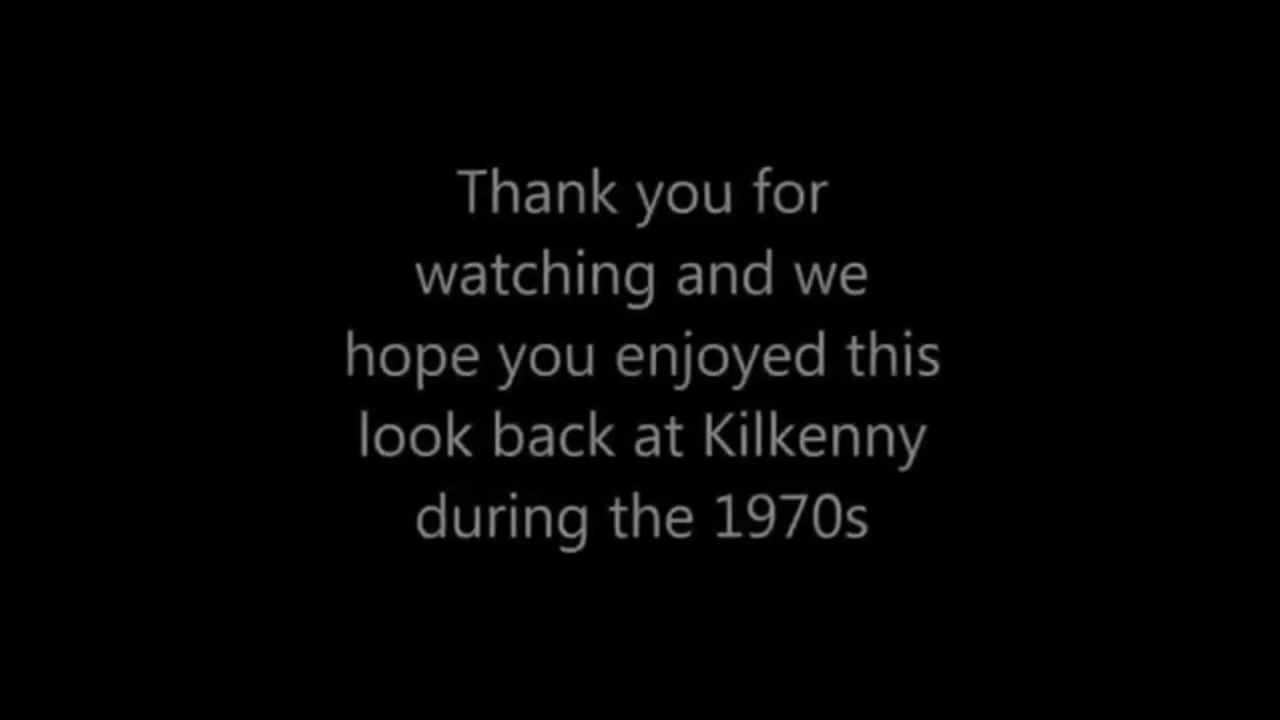 Thank you for
watching and we
hope you enjoyed this
look back at Kilkenny
during the 1970s